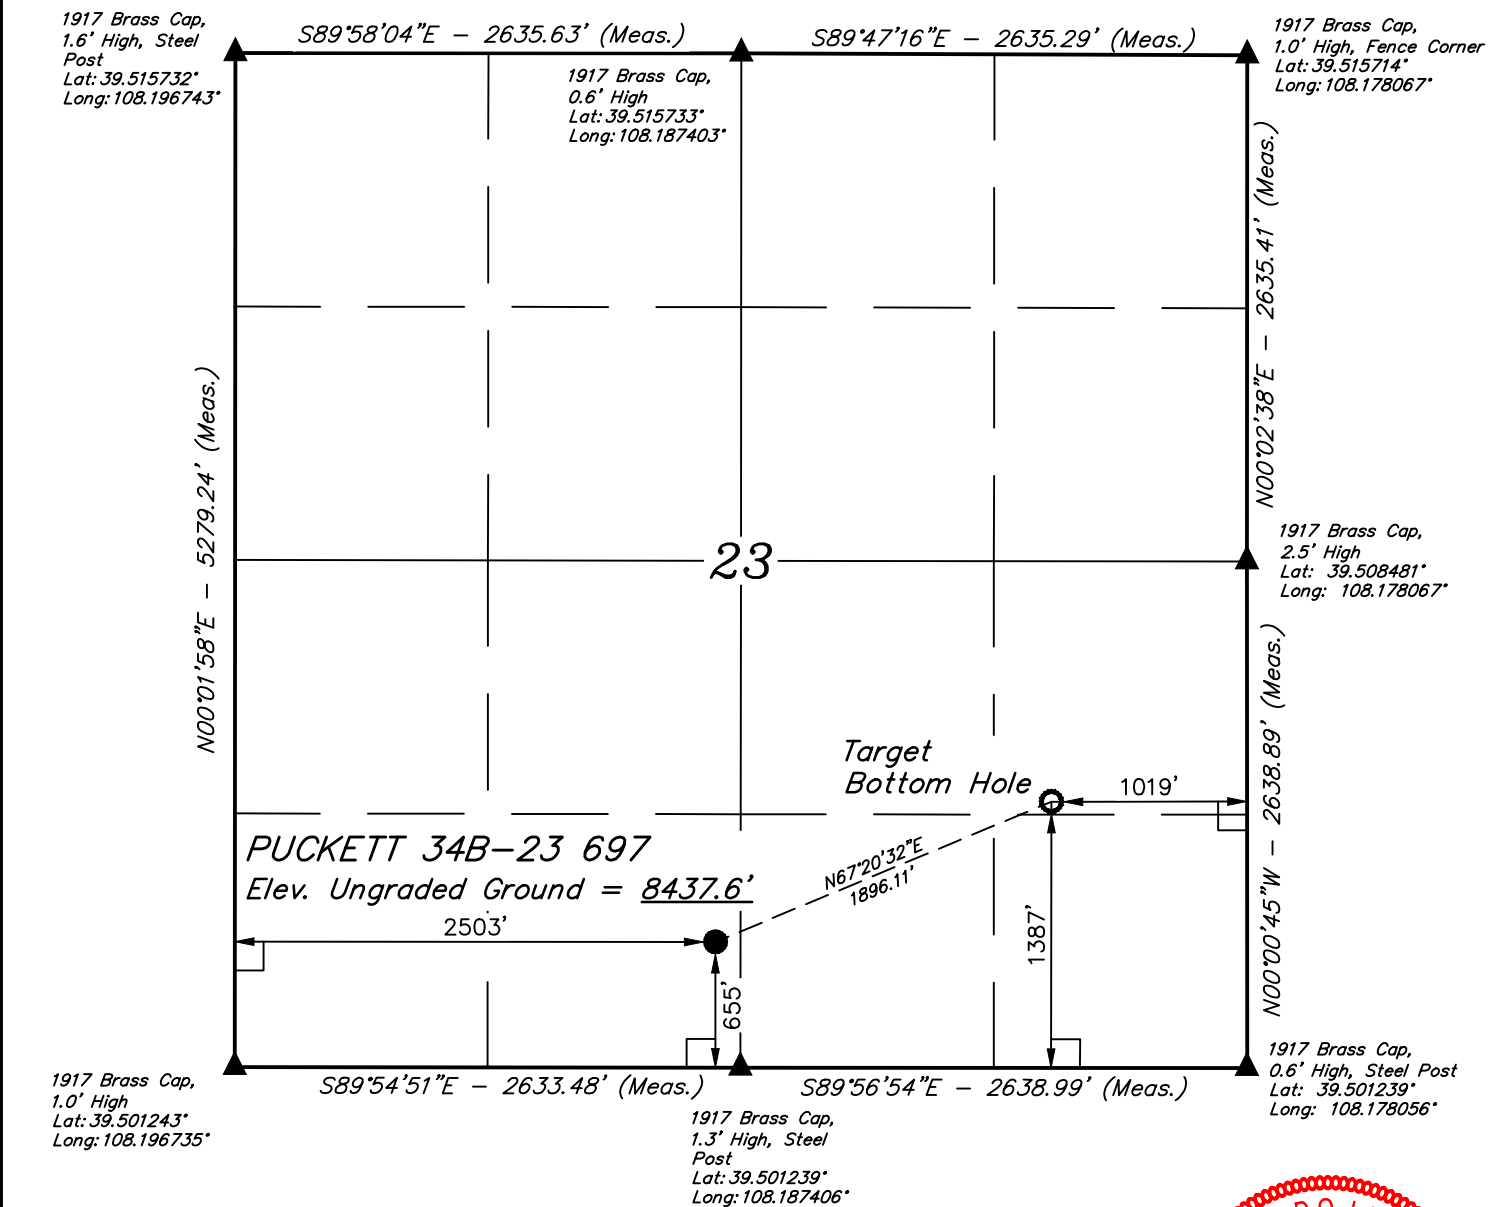 1917 Brass Cap,
1.6' High, Steel
Post
Lat: 39.515732°
Long: 108.196743°
S89°58'04"E – 2635.63' (Meas.)
1917 Brass Cap,
0.6' High
Lat: 39.515733°
Long: 108.187403°
S89°47'16"E – 2635.29' (Meas.)
1917 Brass Cap,
1.0' High, Fence Corner
Lat: 39.515714°
Long: 108.178067°
N00°02'38"E – 2635.41' (Meas.)
N00°01'58"E – 5279.24' (Meas.)
23
1917 Brass Cap,
2.5' High
Lat: 39.508481°
Long: 108.178067°
N00°00'45"W – 2638.89' (Meas.)
Target
Bottom Hole
1019'
PUCKETT 34B–23 697
Elev. Ungraded Ground = 8437.6'
N67°20'32"E
1896.11'
2503'
655'
1387'
1917 Brass Cap,
1.0' High
Lat: 39.501243°
Long: 108.196735°
S89°54'51"E – 2633.48' (Meas.)
S89°56'54"E – 2638.99' (Meas.)
1917 Brass Cap,
0.6' High, Steel Post
Lat: 39.501239°
Long: 108.178056°
1917 Brass Cap,
1.3' High, Steel
Post
Lat: 39.501239°
Long: 108.187406°